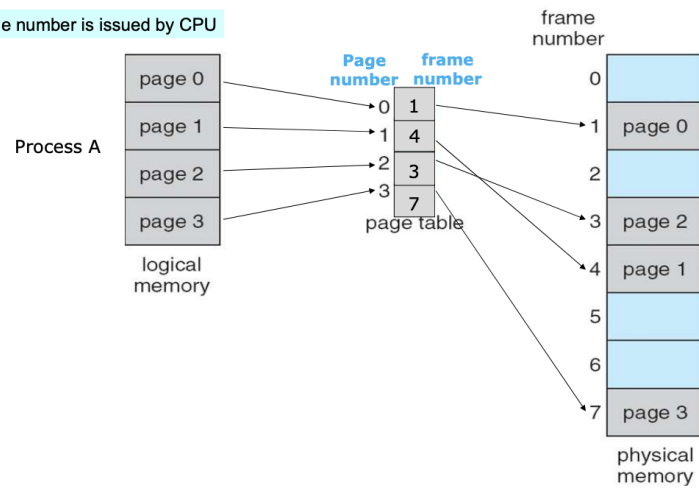 e number is issued by CPU
Process A
page 0
page 1
page 2
page 3
logical
memory
Page
number
frame
number
0 1
1 4
2 3
3 7
page table
frame
number
0
1 page 0
2
3 page 2
4 page 1
5
6
7 page 3
physical
memory